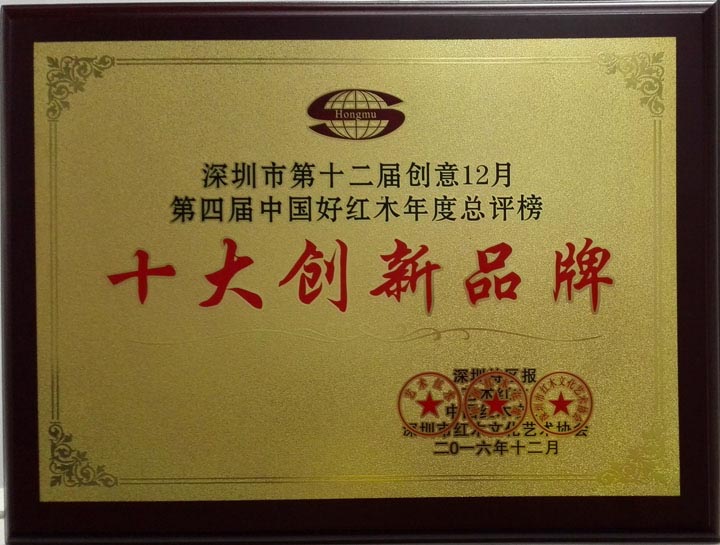 Hongmu
深圳市第十二届创意12月
第四届中国好红木年度总评榜
十大创新品牌
深圳特区报
深圳市红木文化艺术协会
二〇一六年十二月